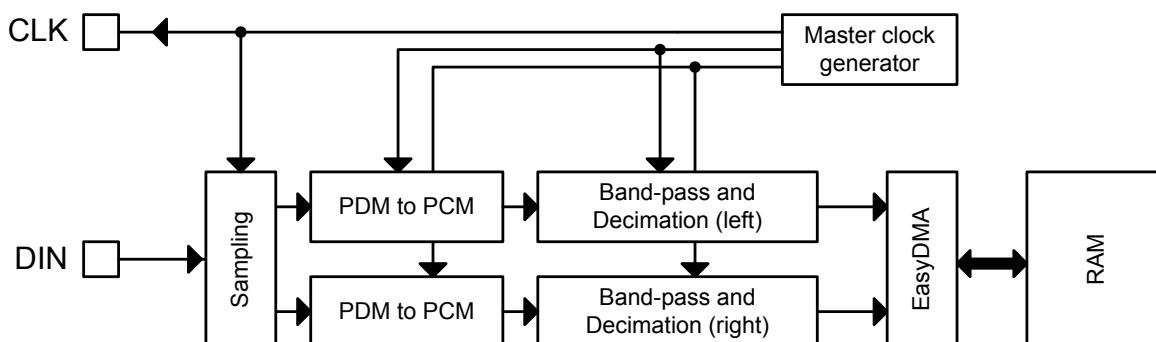 CLK
Master clock
generator
DIN
Sampling
PDM to PCM
Band-pass and
Decimation (left)
PDM to PCM
Band-pass and
Decimation (right)
EasyDMA
RAM